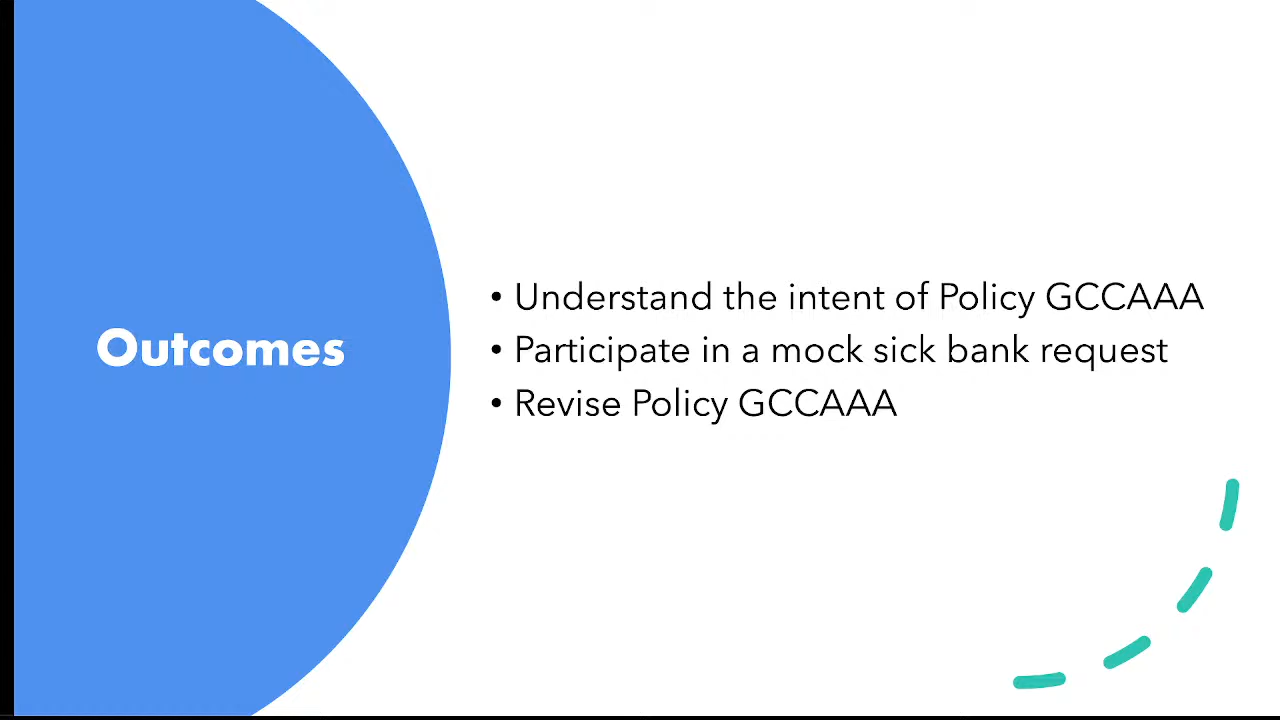 Outcomes
• Understand the intent of Policy GCCAAA
• Participate in a mock sick bank request
• Revise Policy GCCAAA